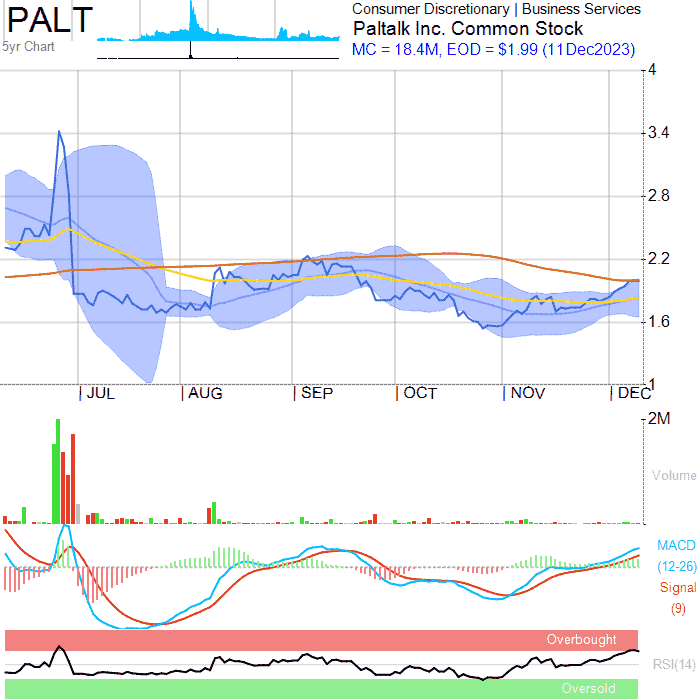 PALT
5yr Chart
Consumer Discretionary | Business Services
Paltalk Inc. Common Stock
MC = 18.4M, EOD = $1.99 (11Dec2023)
4
3.4
2.8
2.2
1.6
1
JUL AUG SEP OCT NOV DEC
2M
Volume
MACD
(12-26)
Signal
(9)
Overbought
RSI(14)
Oversold